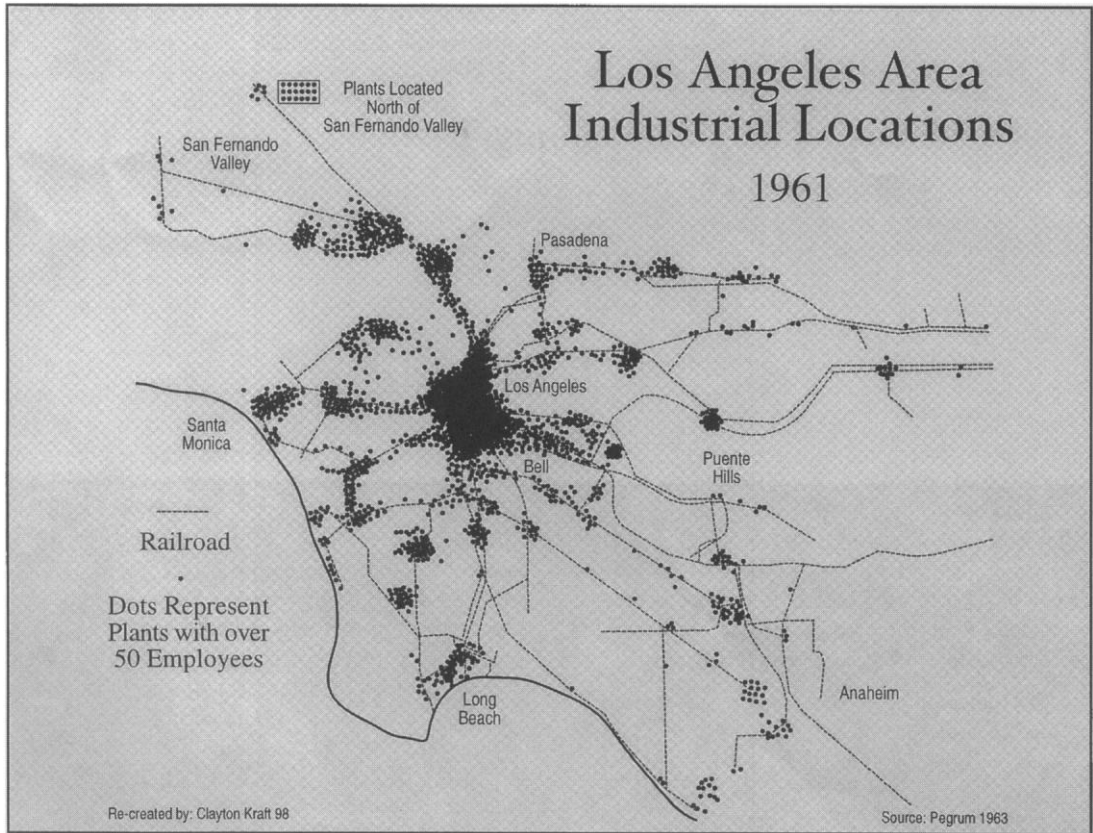 Los Angeles Area
Industrial Locations
1961
Plants Located
North of
San Fernando Valley
San Fernando
Valley
Pasadena
Los Angeles
Santa
Monica
Bell
Puente
Hills
Railroad
Dots Represent
Plants with over
50 Employees
Long
Beach
Anaheim
Re-created by: Clayton Kraft 98
Source: Pegrum 1963